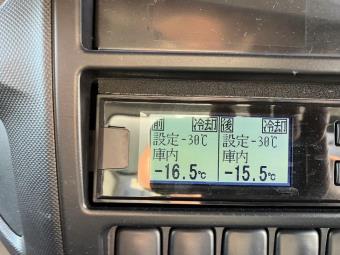 前 冷却 後 冷却
設定-30℃ 設定-30℃
庫内 庫内
-16.5℃ -15.5℃